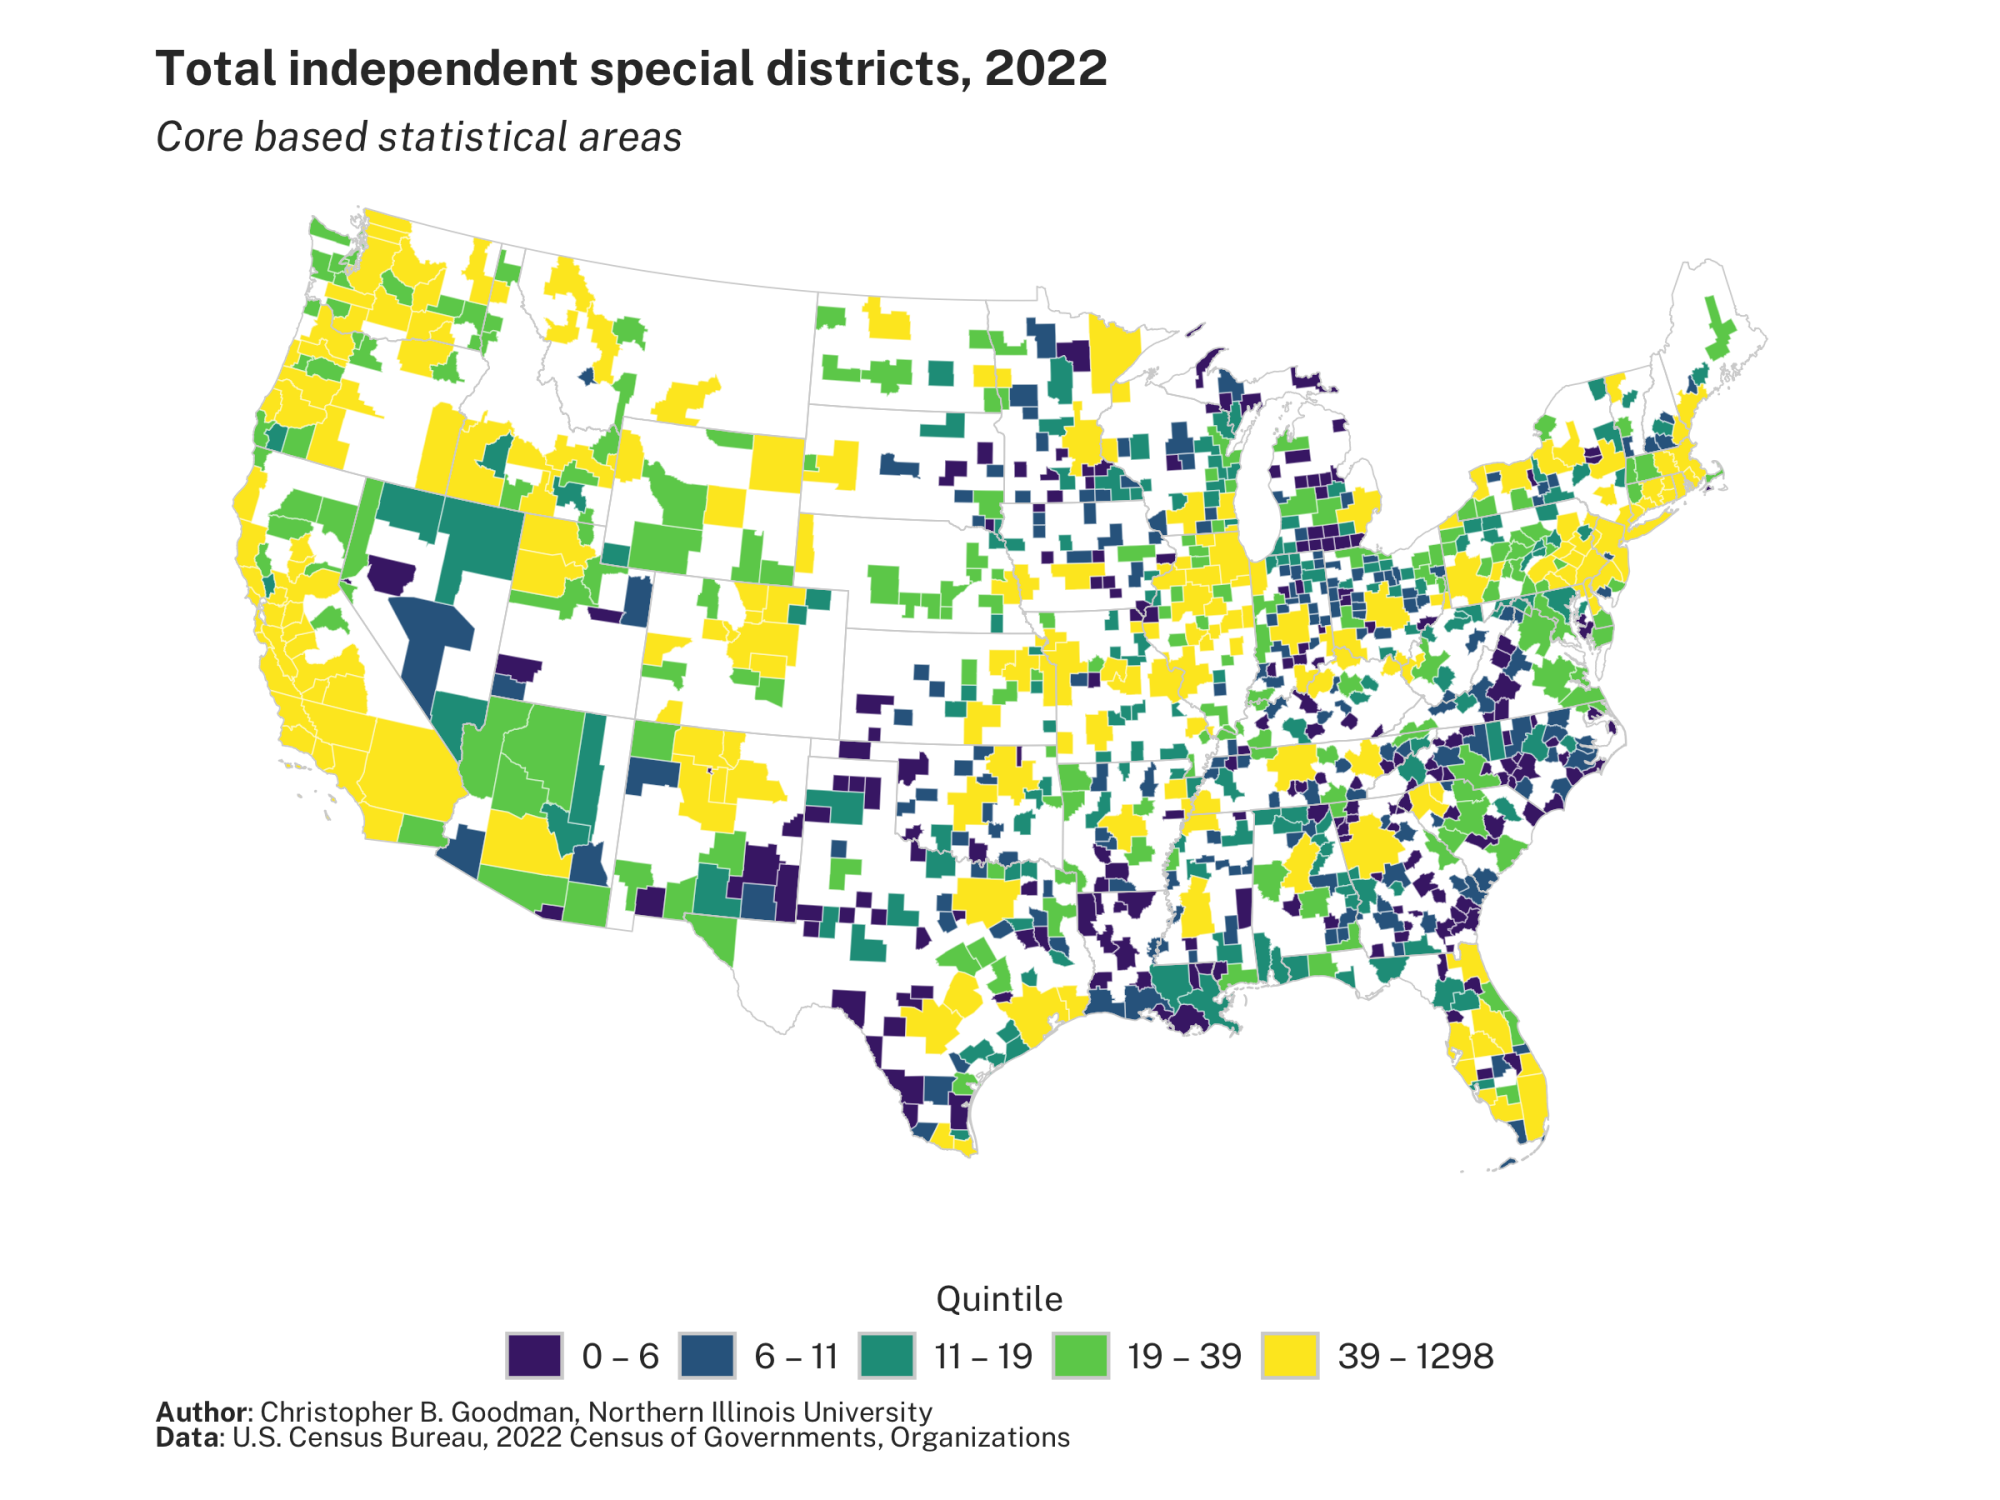 Total independent special districts, 2022
Core based statistical areas
Quintile
0 – 6 6 – 11 11 – 19 19 – 39 39 – 1298
Author: Christopher B. Goodman, Northern Illinois University
Data: U.S. Census Bureau, 2022 Census of Governments, Organizations